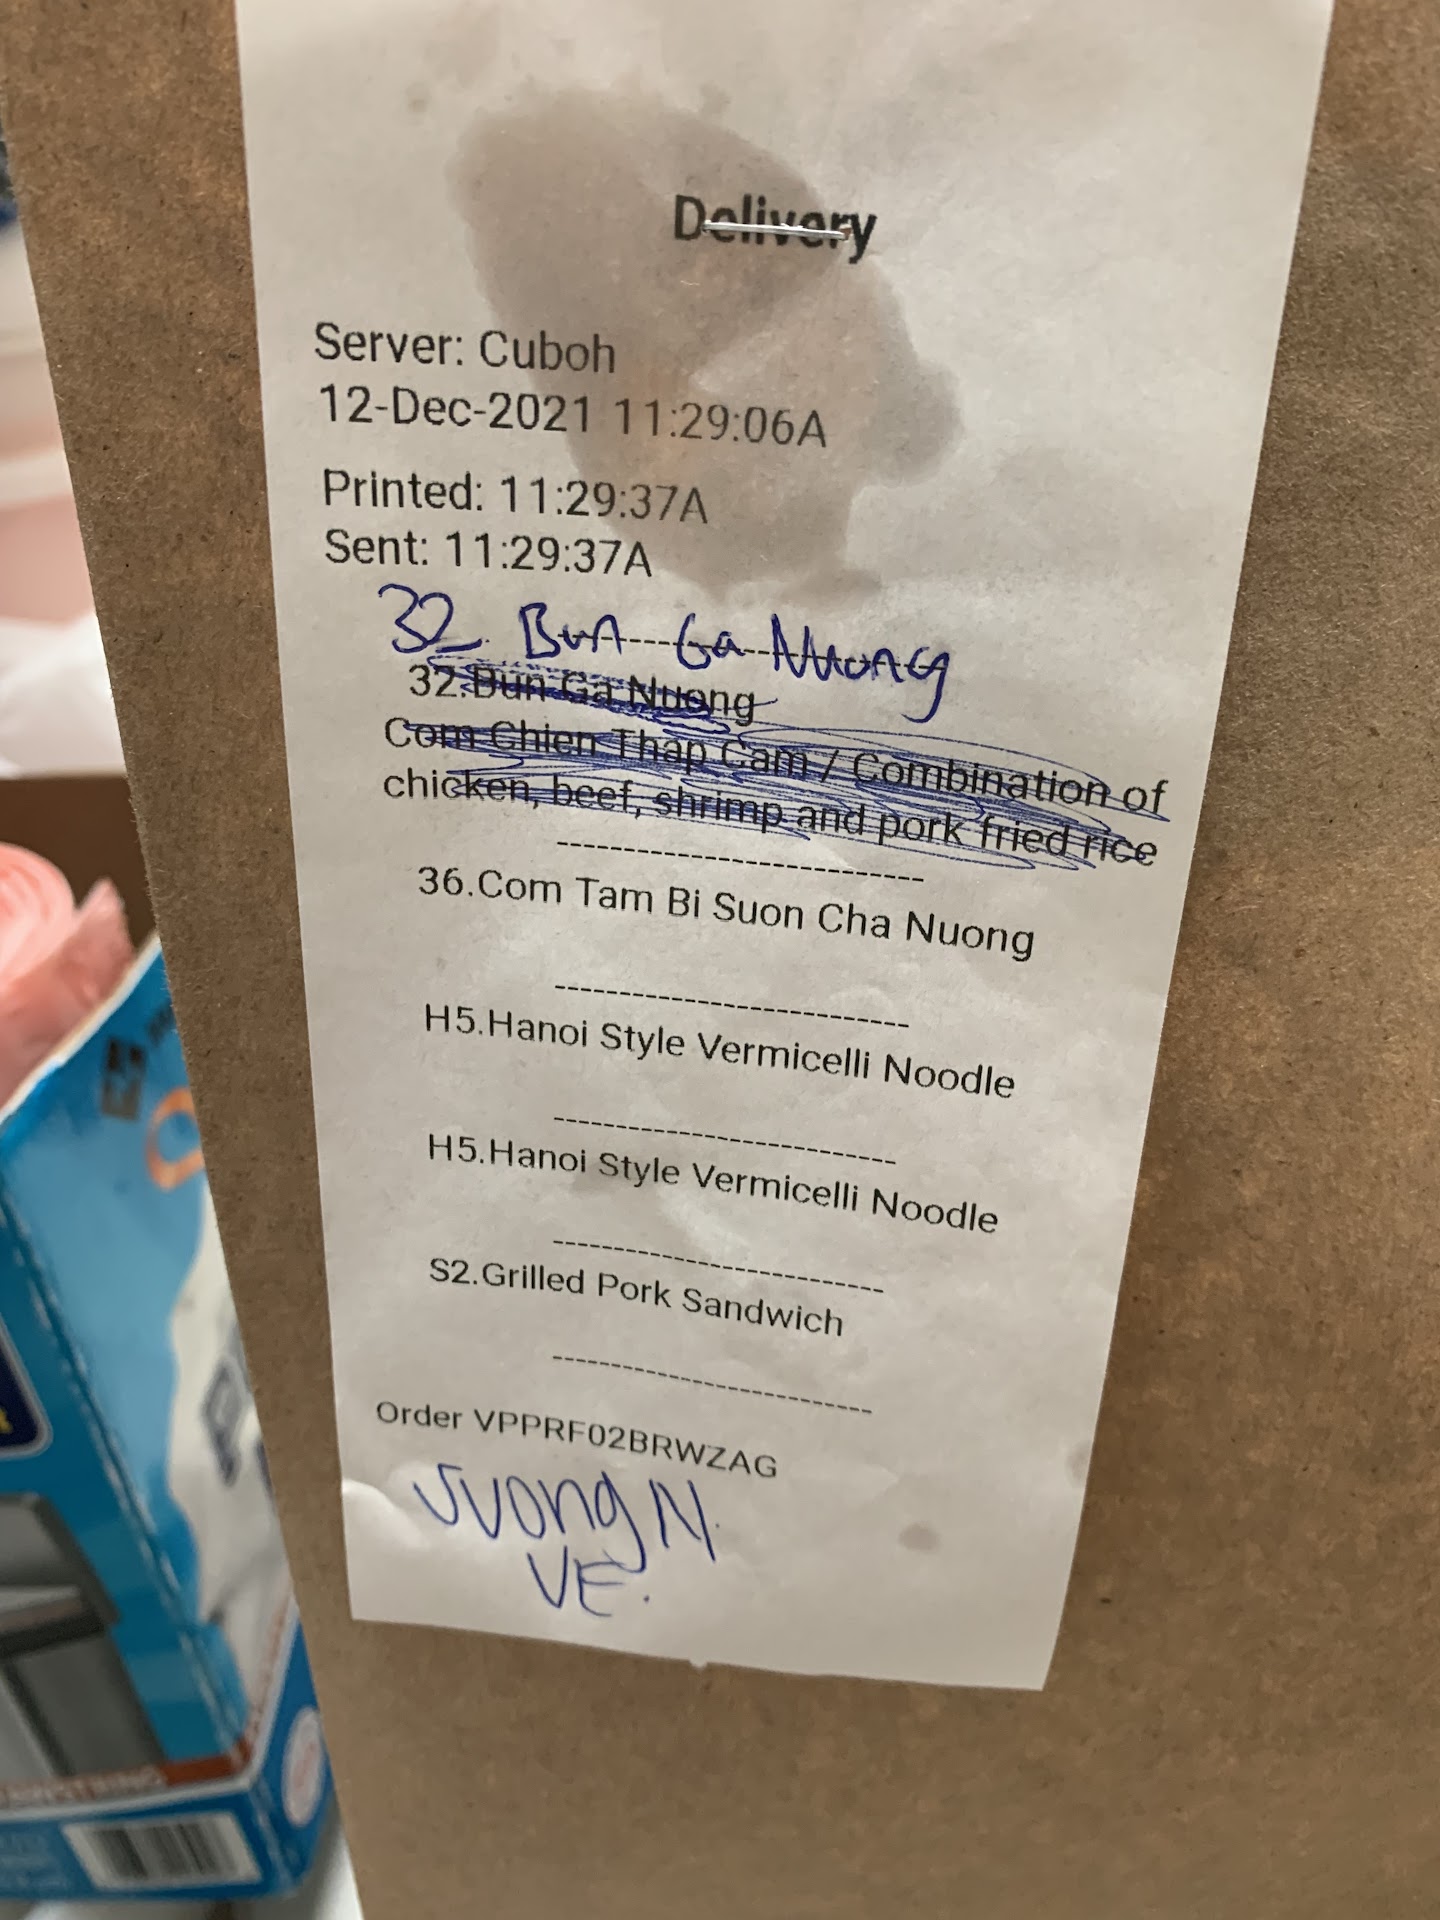 Delivery
Server: Cuboh
12-Dec-2021 11:29:06A
Printed: 11:29:37A
Sent: 11:29:37A
32 Bun Ga Nuong
32.Bun Ga Nuong
Com Chien Thap Cam / Combination of
chicken, beef, shrimp and pork fried rice
36.Com Tam Bi Suon Cha Nuong
H5.Hanoi Style Vermicelli Noodle
H5.Hanoi Style Vermicelli Noodle
S2.Grilled Pork Sandwich
Order VPPRF02BRWZAG
VUong N.
VE.